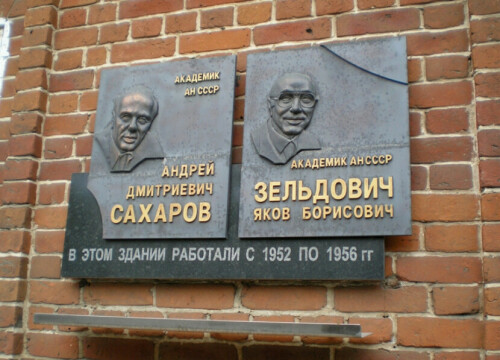 АКАДЕМИК
АН СССР
АНДРЕЙ
ДМИТРИЕВИЧ
САХАРОВ
АКАДЕМИК АН СССР
ЗЕЛЬДОВИЧ
ЯКОВ БОРИСОВИЧ
В ЭТОМ ЗДАНИИ РАБОТАЛИ С 1952 ПО 1956 гг